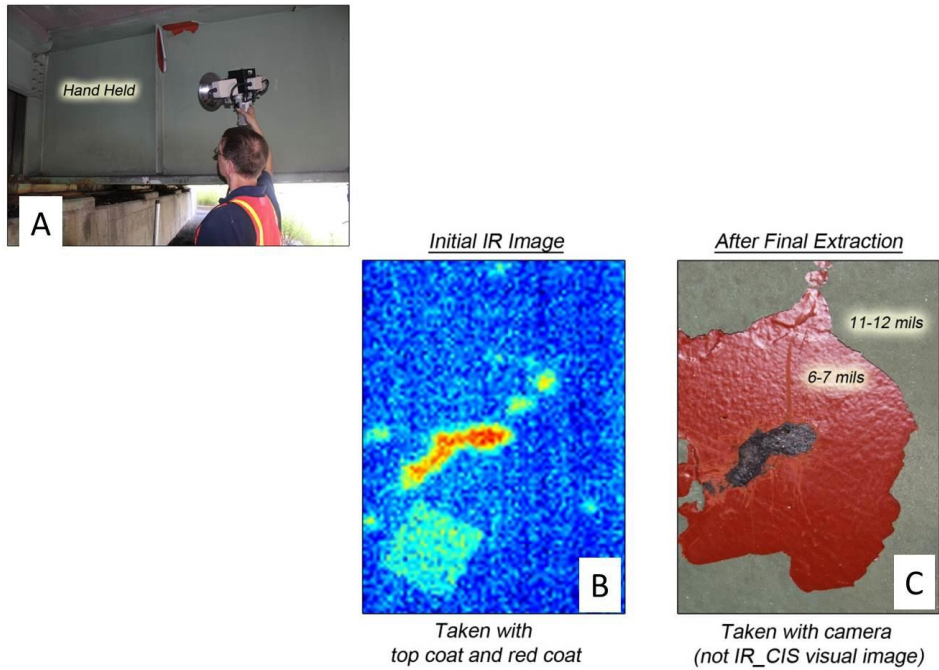 Hand Held
A
Initial IR Image
After Final Extraction
11-12 mils
6-7 mils
B
C
Taken with
top coat and red coat
Taken with camera
(not IR_CIS visual image)